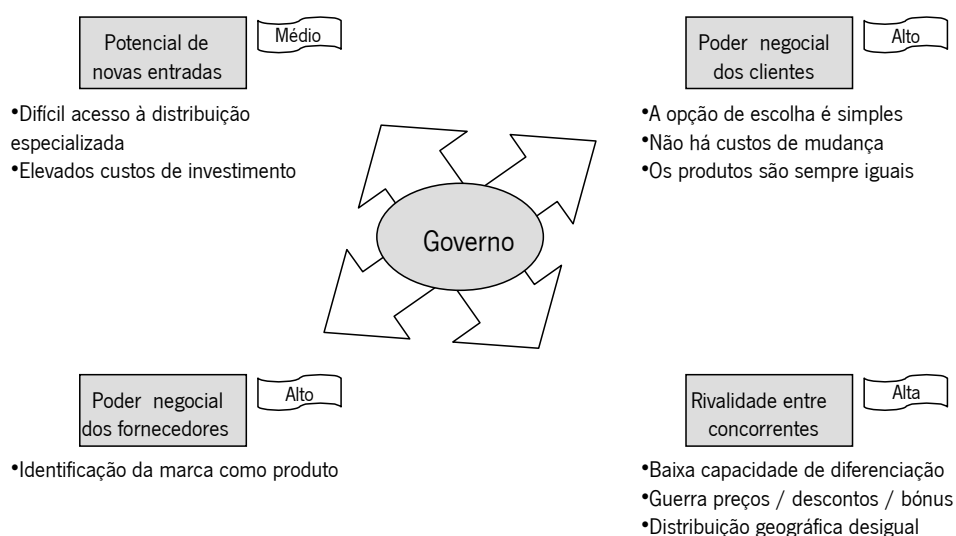 Potencial de
novas entradas
Médio
•Difícil acesso à distribuição
especializada
•Elevados custos de investimento
Poder negocial
dos clientes
Alto
•A opção de escolha é simples
•Não há custos de mudança
•Os produtos são sempre iguais
Governo
Poder negocial
dos fornecedores
Alto
•Identificação da marca como produto
Rivalidade entre
concorrentes
Alta
•Baixa capacidade de diferenciação
•Guerra preços / descontos / bónus
•Distribuição geográfica desigual